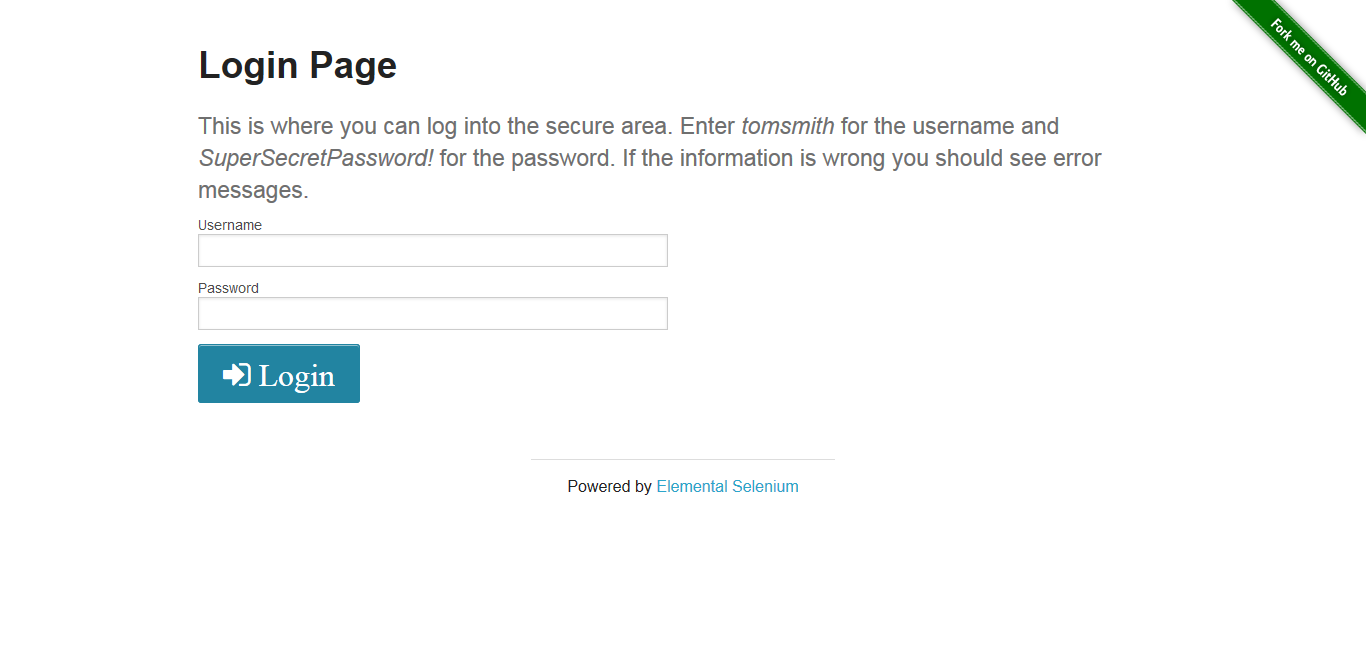 Fork me on GitHub
Login Page
This is where you can log into the secure area. Enter tomsmith for the username and
SuperSecretPassword! for the password. If the information is wrong you should see error
messages.
Username
Password
Login
Powered by Elemental Selenium